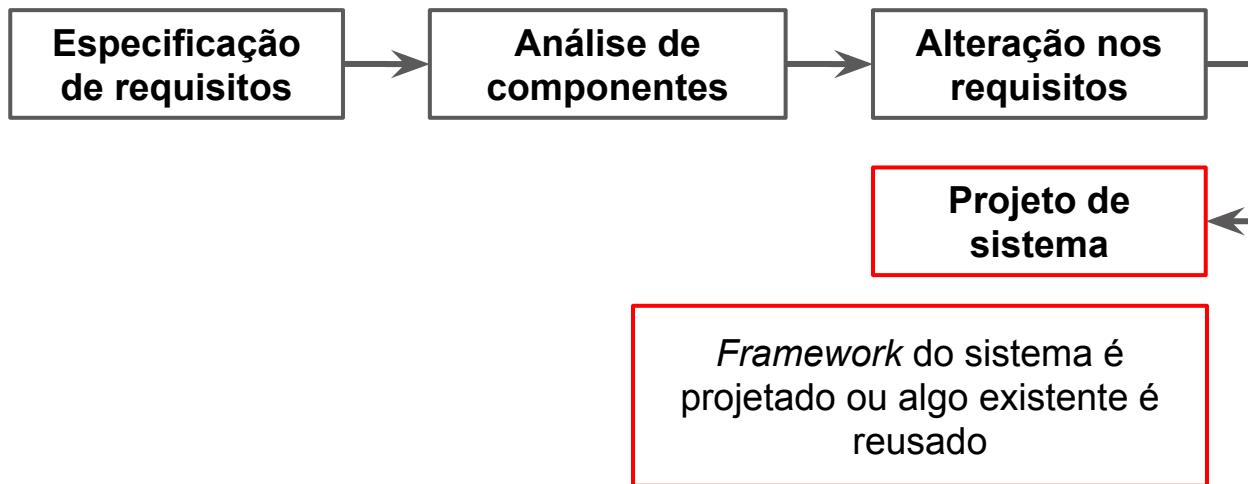 Especificação
de requisitos
Análise de
componentes
Alteração nos
requisitos
Projeto de
sistema
Framework do sistema é
projetado ou algo existente é
reusado